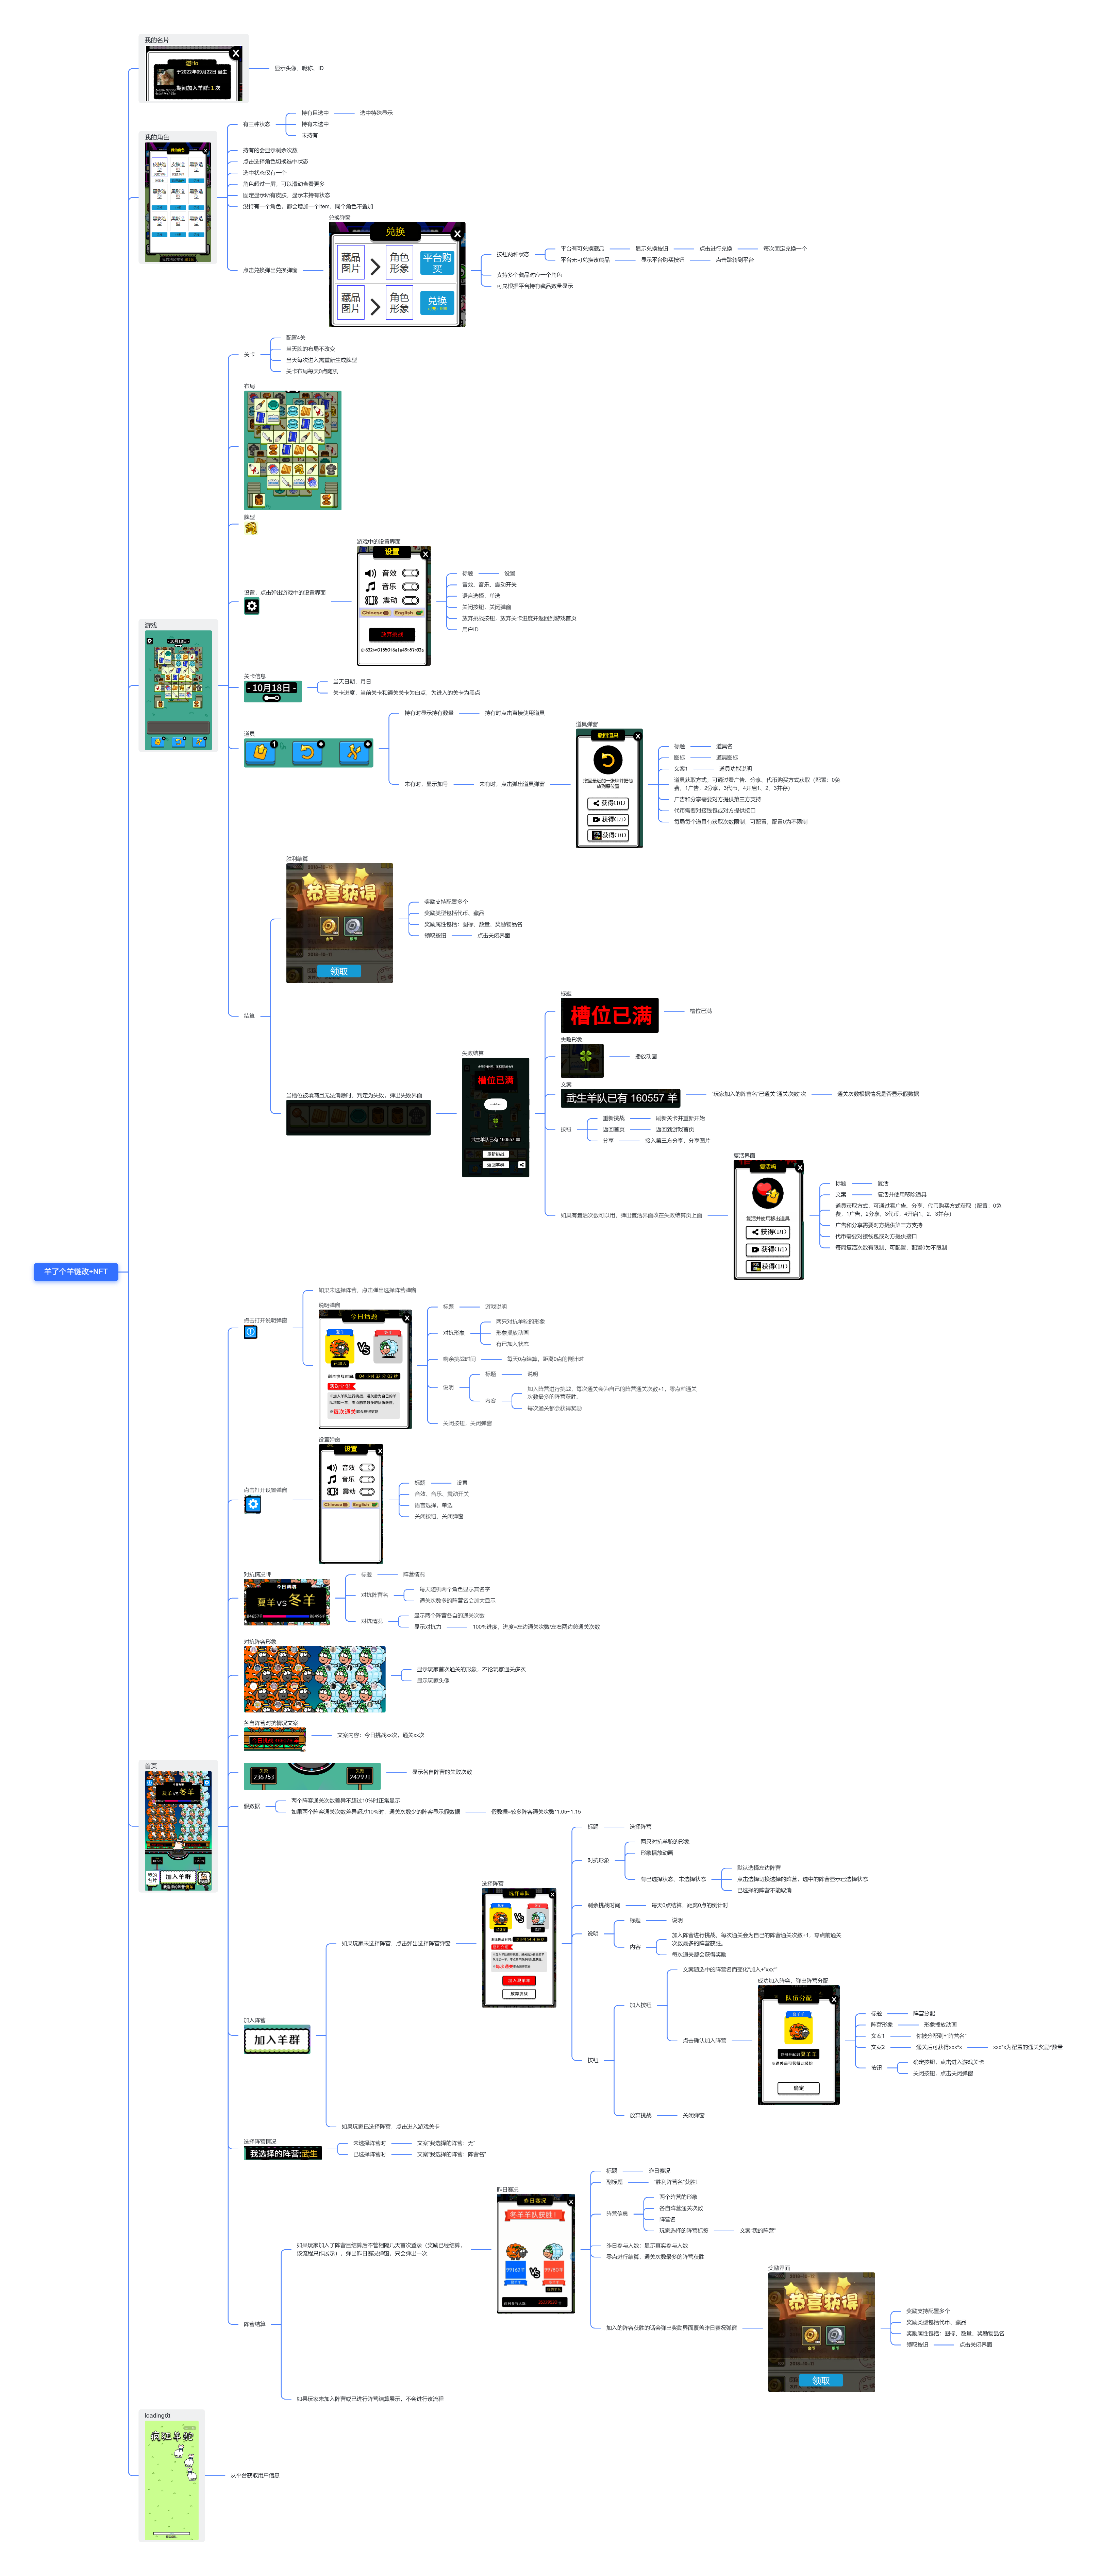 羊了个羊链改+NFT
我的名片
于2022年09月22日 诞生
期间加入羊群: 1 次
显示头像、昵称、ID
我的角色
有三种状态
持有且选中
选中特殊显示
持有未选中
未持有
持有的会显示剩余次数
点击选择角色切换选中状态
选中状态仅有一个
角色超过一屏，可以滑动查看更多
固定显示所有皮肤，显示未持有状态
没持有一个角色，都会增加一个item，同个角色不叠加
点击兑换弹出兑换弹窗
兑换弹窗
兑换
藏品图片
角色形象
平台购买
藏品图片
角色形象
兑换
按钮两种状态
平台有可兑换藏品
显示兑换按钮
点击进行兑换
每次固定兑换一个
平台无可兑换该藏品
显示平台购买按钮
点击跳转到平台
支持多个藏品对应一个角色
可兑根据平台持有藏品数量显示
游戏
关卡
配置4关
当天牌的布局不改变
当天每次进入需重新生成牌型
关卡布局每天0点随机
布局
牌型
设置，点击弹出游戏中的设置界面
游戏中的设置界面
设置
音效
音乐
震动
Chinese
English
标题
设置
音效、音乐、震动开关
语言选择，单选
关闭按钮，关闭弹窗
放弃挑战按钮，放弃关卡进度并返回到游戏首页
用户ID
关卡信息
- 10月18日 -
当天日期，月日
关卡进度，当前关卡和通关关卡为白点，为进入的关卡为黑点
道具
持有时显示持有数量
持有时点击直接使用道具
未有时，显示加号
未有时，点击弹出道具弹窗
道具弹窗
撤回道具
获得(1/1)
获得(1/1)
获得(1/1)
标题
道具名
图标
道具图标
文案1
道具功能说明
道具获取方式，可通过看广告、分享、代币购买方式获取（配置：0免
费，1广告，2分享，3代币，4开启1、2、3并存）
广告和分享需要对方提供第三方支持
代币需要对接钱包或对方提供接口
每局每个道具有获取次数限制，可配置，配置0为不限制
结算
胜利结算
恭喜获得
领取
奖励支持配置多个
奖励类型包括代币、藏品
奖励属性包括：图标、数量、奖励物品名
领取按钮
点击关闭界面
当槽位被填满且无法消除时，判定为失败，弹出失败界面
失败结算
槽位已满
武生羊队已有 160557 羊
重新挑战
返回羊群
标题
槽位已满
槽位已满
失败形象
播放动画
文案
武生羊队已有 160557 羊
“玩家加入的阵营名”已通关“通关次数”次
通关次数根据情况是否显示假数据
按钮
重新挑战
刷新关卡并重新开始
返回首页
返回到游戏首页
分享
接入第三方分享，分享图片
如果有复活次数可以用，弹出复活界面改在失败结算页上面
复活界面
复活吗
复活并使用移出道具
获得(1/1)
获得(1/1)
获得(1/1)
标题
复活
文案
复活并使用移除道具
道具获取方式，可通过看广告、分享、代币购买方式获取（配置：0免
费，1广告，2分享，3代币，4开启1、2、3并存）
广告和分享需要对方提供第三方支持
代币需要对接钱包或对方提供接口
每局复活次数有限制，可配置，配置0为不限制
首页
点击打开说明弹窗
如果未选择阵营，点击弹出选择阵营弹窗
说明弹窗
今日话题
VS
标题
游戏说明
对抗形象
两只对抗羊驼的形象
形象播放动画
有已加入状态
剩余挑战时间
每天0点结算，距离0点的倒计时
说明
标题
说明
内容
加入阵营进行挑战，每次通关会为自己的阵营通关次数+1，零点前通关
次数最多的阵营获胜。
每次通关都会获得奖励
关闭按钮，关闭弹窗
点击打开设置弹窗
设置弹窗
设置
音效
音乐
震动
Chinese
English
标题
设置
音效、音乐、震动开关
语言选择，单选
关闭按钮，关闭弹窗
对抗情况牌
夏羊vs冬羊
标题
阵营情况
对抗阵营名
每天随机两个角色显示其名字
通关次数多的阵营名会加大显示
对抗情况
显示两个阵营各自的通关次数
显示对抗力
100%进度，进度=左边通关次数/左右两边总通关次数
对抗阵容形象
显示玩家首次通关的形象，不论玩家通关多次
显示玩家头像
各自阵营对抗情况文案
文案内容：今日挑战xx次，通关xx次
236753
242931
显示各自阵营的失败次数
假数据
两个阵容通关次数差异不超过10%时正常显示
如果两个阵容通关次数差异超过10%时，通关次数少的阵容显示假数据
假数据=较多阵容通关次数*1.05~1.15
加入阵营
加入羊群
如果玩家未选择阵营，点击弹出选择阵营弹窗
选择阵营
选择羊队
VS
标题
选择阵营
对抗形象
两只对抗羊驼的形象
形象播放动画
有已选择状态、未选择状态
默认选择左边阵营
点击选择切换选择的阵营，选中的阵营显示已选择状态
已选择的阵营不能取消
剩余挑战时间
每天0点结算，距离0点的倒计时
说明
标题
说明
内容
加入阵营进行挑战，每次通关会为自己的阵营通关次数+1，零点前通关
次数最多的阵营获胜。
每次通关都会获得奖励
按钮
加入按钮
文案随选中的阵营名而变化“加入+‘xxx’”
点击确认加入阵营
成功加入阵容，弹出阵营分配
队伍分配
确定
标题
阵营分配
阵营形象
形象播放动画
文案1
你被分配到+“阵营名”
文案2
通关后可获得xxx*x
xxx*x为配置的通关奖励*数量
按钮
确定按钮，点击进入游戏关卡
关闭按钮，点击关闭弹窗
放弃挑战
关闭弹窗
如果玩家已选择阵营，点击进入游戏关卡
选择阵营情况
我选择的阵营:武生
未选择阵营时
文案“我选择的阵营：无”
已选择阵营时
文案“我选择的阵营：阵营名”
阵营结算
如果玩家加入了阵营且结算后不管相隔几天首次登录（奖励已经结算，
该流程只作展示），弹出昨日赛况弹窗，只会弹出一次
昨日赛况
昨日赛况
冬羊羊队获胜！
VS
标题
昨日赛况
副标题
“胜利阵营名”获胜！
阵营信息
两个阵营的形象
各自阵营通关次数
阵营名
玩家选择的阵营标签
文案“我的阵营”
昨日参与人数：显示真实参与人数
零点进行结算，通关次数最多的阵营获胜
加入的阵容获胜的话会弹出奖励界面覆盖昨日赛况弹窗
奖励界面
恭喜获得
领取
奖励支持配置多个
奖励类型包括代币、藏品
奖励属性包括：图标、数量、奖励物品名
领取按钮
点击关闭界面
如果玩家未加入阵营或已进行阵营结算展示，不会进行该流程
loading页
疯狂羊驼
从平台获取用户信息